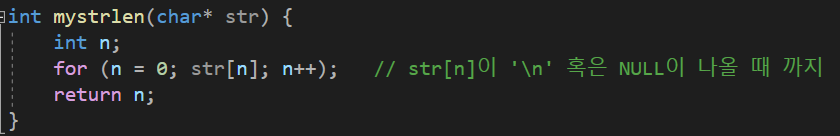 int mystrlen(char* str) {
    int n;
    for (n = 0; str[n]; n++);   // str[n]이 '\n' 혹은 NULL이 나올 때 까지
    return n;
}